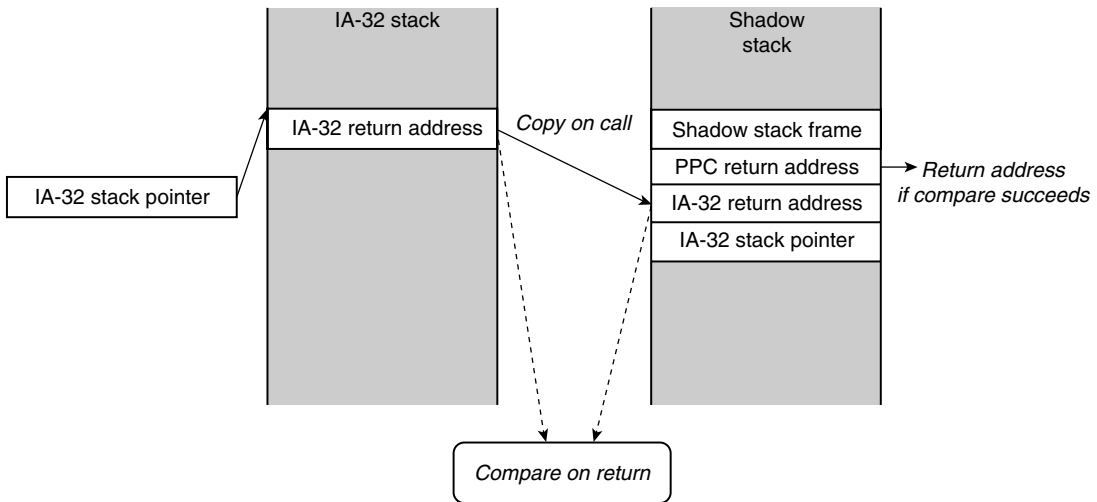 IA-32 stack
Shadow
stack
IA-32 return address
Copy on call
Shadow stack frame
PPC return address
Return address
if compare succeeds
IA-32 stack pointer
IA-32 return address
IA-32 stack pointer
Compare on return